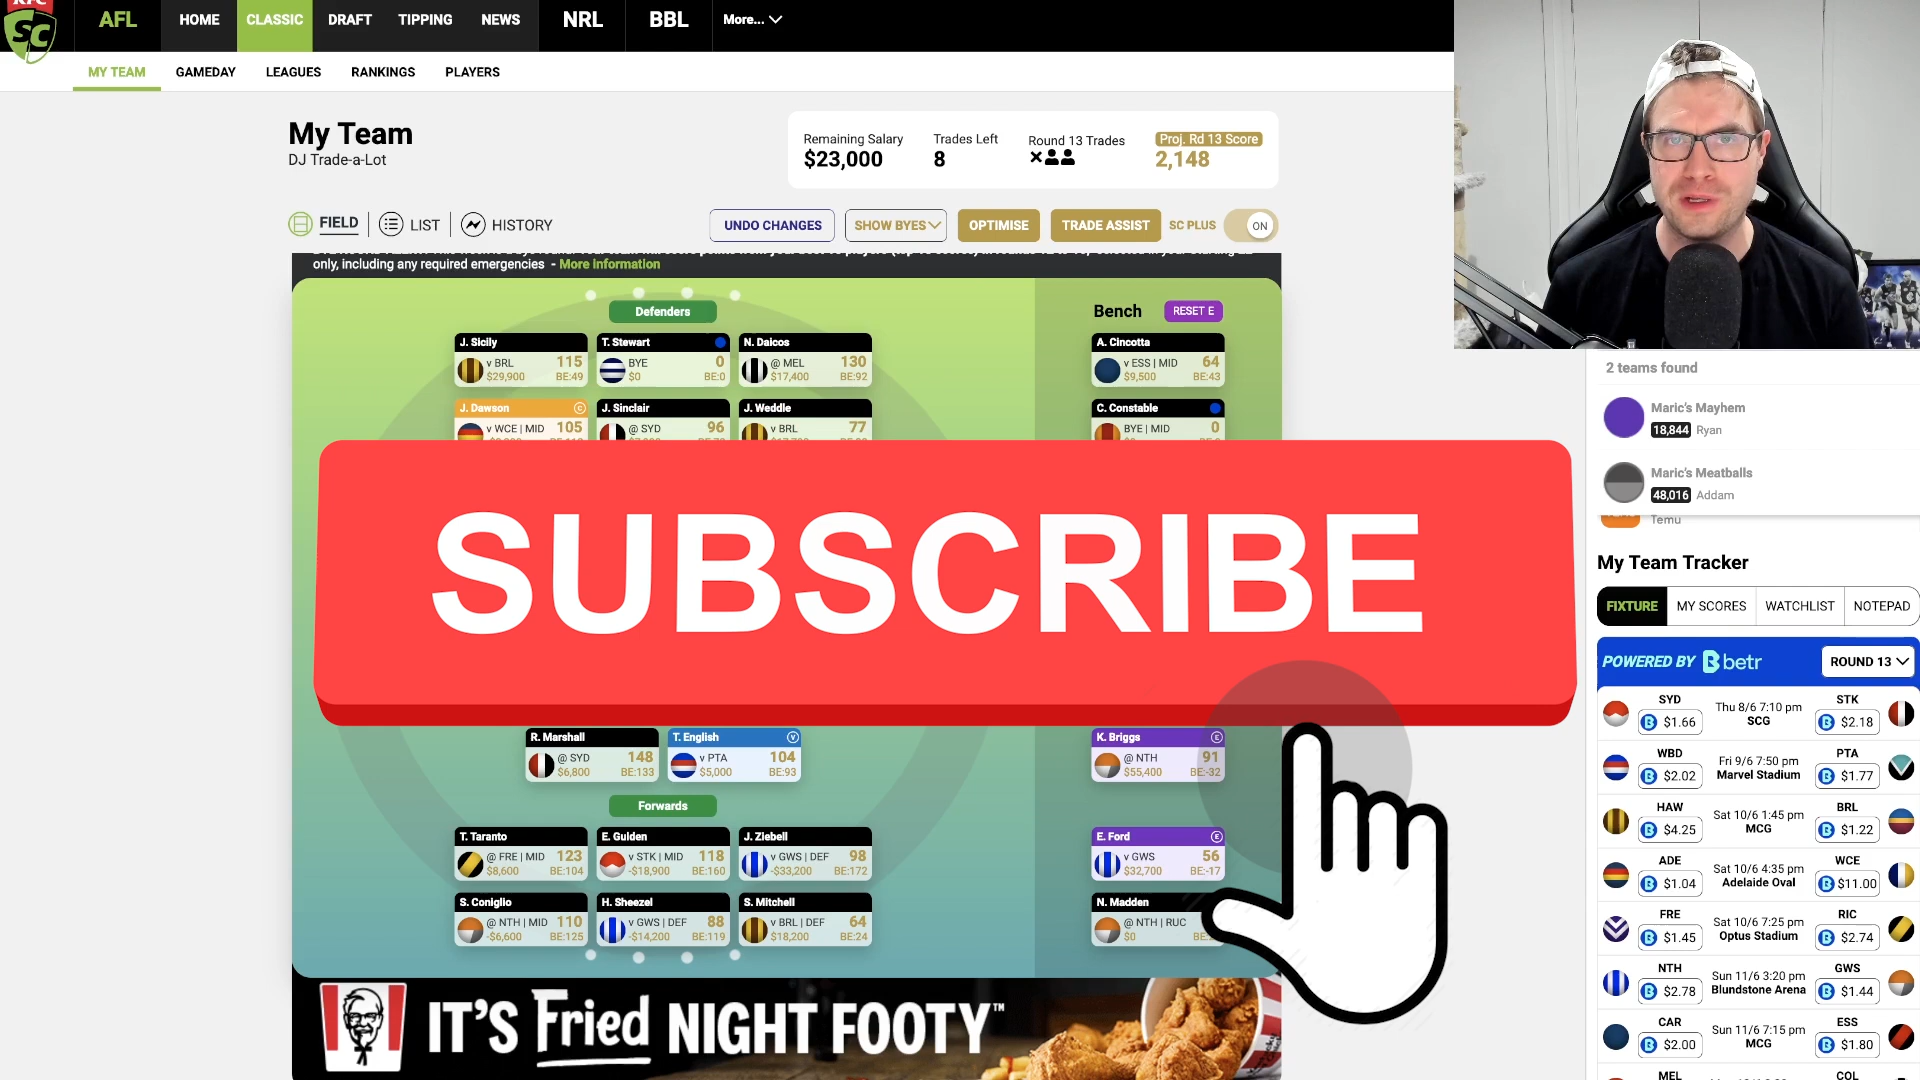 KFC
SC
AFL
HOME
CLASSIC
DRAFT
TIPPING
NEWS
NRL
BBL
More...
MY TEAM
GAMEDAY
LEAGUES
RANKINGS
PLAYERS
My Team
DJ Trade-a-Lot
Remaining Salary
$23,000
Trades Left
8
Round 13 Trades
Proj. Rd 13 Score
2,148
FIELD
LIST
HISTORY
UNDO CHANGES
SHOW BYES
OPTIMISE
TRADE ASSIST
SC PLUS
ON
only, including any required emergencies - More information
Defenders
Bench
RESET E
J. Sicily
v BRL 115
$29,900 BE:49
T. Stewart
BYE 0
$0 BE:0
N. Daicos
@ MEL 130
$17,400 BE:92
A. Cincotta
v ESS | MID 64
$9,500 BE:43
J. Dawson C
v WCE | MID 105
J. Sinclair
@ SYD 96
J. Weddle
v BRL 77
C. Constable
BYE | MID 0
SUBSCRIBE
R. Marshall
@ SYD 148
$6,800 BE:133
T. English V
v PTA 104
$5,000 BE:93
K. Briggs E
@ NTH 91
$55,400 BE:-32
Forwards
T. Taranto
@ FRE | MID 123
$8,600 BE:104
E. Gulden
v STK | MID 118
-$18,900 BE:160
J. Ziebell
v GWS | DEF 98
-$33,200 BE:172
E. Ford E
v GWS 56
$32,700 BE:-17
S. Coniglio
@ NTH | MID 110
-$6,600 BE:125
H. Sheezel
v GWS | DEF 88
-$14,200 BE:119
S. Mitchell
v BRL | DEF 64
$18,200 BE:24
N. Madden
@ NTH | RUC
$0
IT'S Fried NIGHT FOOTY™
2 teams found
Maric's Mayhem
18,844 Ryan
Maric's Meatballs
48,016 Addam
Temu
My Team Tracker
FIXTURE
MY SCORES
WATCHLIST
NOTEPAD
POWERED BY betr
ROUND 13
SYD
$1.66
Thu 8/6 7:10 pm
SCG
STK
$2.18
WBD
$2.02
Fri 9/6 7:50 pm
Marvel Stadium
PTA
$1.77
HAW
$4.25
Sat 10/6 1:45 pm
MCG
BRL
$1.22
ADE
$1.04
Sat 10/6 4:35 pm
Adelaide Oval
WCE
$11.00
FRE
$1.45
Sat 10/6 7:25 pm
Optus Stadium
RIC
$2.74
NTH
$2.78
Sun 11/6 3:20 pm
Blundstone Arena
GWS
$1.44
CAR
$2.00
Sun 11/6 7:15 pm
MCG
ESS
$1.80
MEL
COL